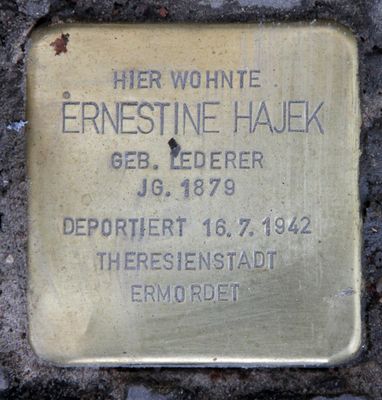 HIER WOHNTE
ERNESTINE HAJEK
GEB. LEDERER
JG. 1879
DEPORTIERT 16.7.1942
THERESIENSTADT
ERMORDET